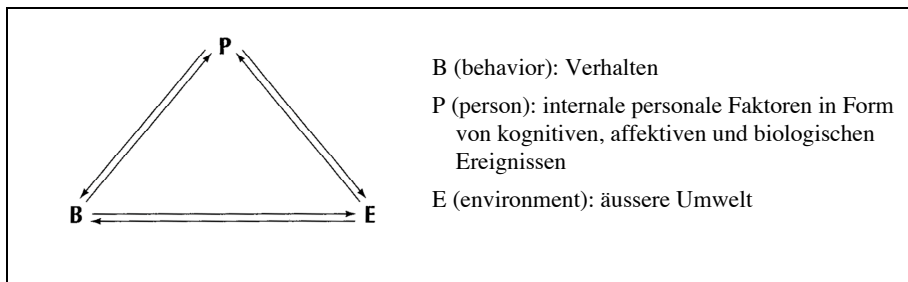 P
B
E
B (behavior): Verhalten
P (person): internale personale Faktoren in Form
von kognitiven, affektiven und biologischen
Ereignissen
E (environment): äussere Umwelt